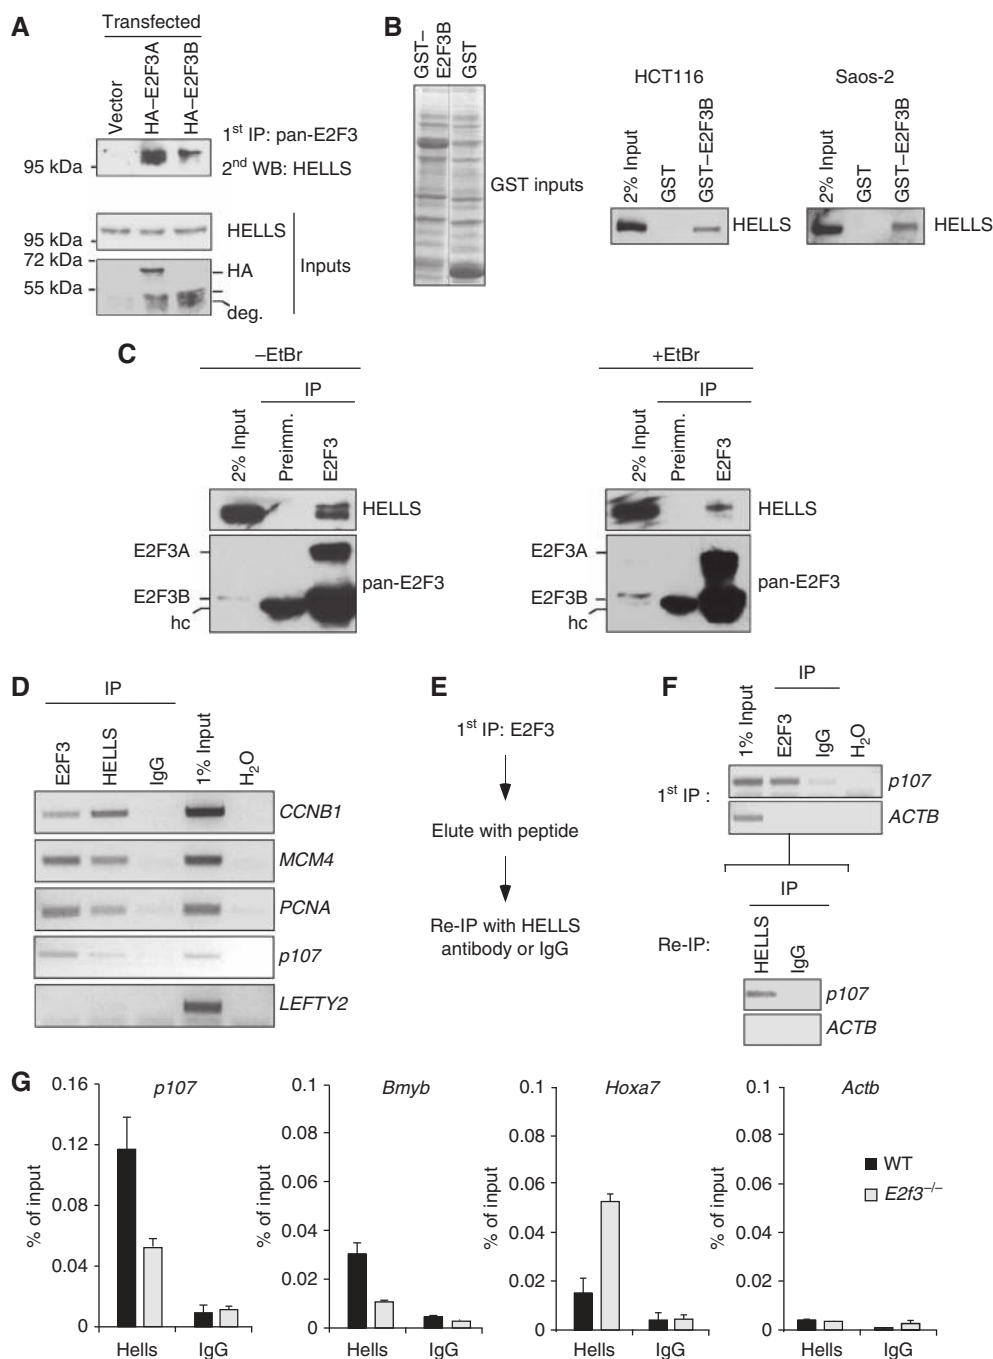 A
Transfected
Vector
HA–E2F3A
HA–E2F3B
1st IP: pan-E2F3
2nd WB: HELLS
95 kDa
95 kDa
72 kDa
55 kDa
HELLS
HA
deg.
Inputs
B
GST–
E2F3B
GST
GST inputs
HCT116
2% Input
GST
GST–E2F3B
HELLS
Saos-2
2% Input
GST
GST–E2F3B
HELLS
C
–EtBr
IP
2% Input
Preimm.
E2F3
HELLS
E2F3A
E2F3B
hc
pan-E2F3
+EtBr
IP
2% Input
Preimm.
E2F3
HELLS
E2F3A
E2F3B
hc
pan-E2F3
D
IP
E2F3
HELLS
IgG
1% Input
H2O
CCNB1
MCM4
PCNA
p107
LEFTY2
E
1st IP: E2F3
Elute with peptide
Re-IP with HELLS
antibody or IgG
F
IP
1% Input
E2F3
IgG
H2O
1st IP :
p107
ACTB
IP
Re-IP:
HELLS
IgG
p107
ACTB
G
p107
% of input
0.16
0.12
0.08
0.04
0
Hells
IgG
Bmyb
% of input
0.1
0.08
0.06
0.04
0.02
0
Hells
IgG
Hoxa7
% of input
0.1
0.08
0.06
0.04
0.02
0
Hells
IgG
Actb
% of input
0.1
0.08
0.06
0.04
0.02
0
Hells
IgG
WT
E2f3–/–